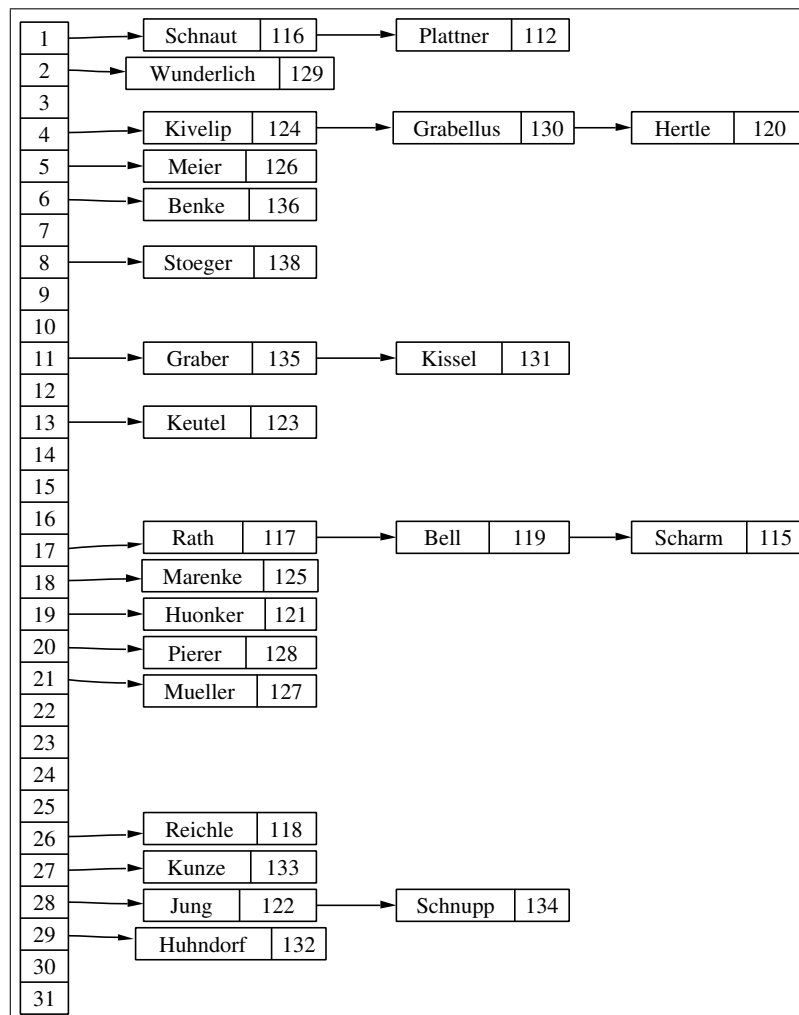 1 Schnaut 116 Plattner 112
2 Wunderlich 129
3
4 Kivelip 124 Grabellus 130 Hertle 120
5 Meier 126
6 Benke 136
7
8 Stoeger 138
9
10
11 Graber 135 Kissel 131
12
13 Keutel 123
14
15
16
17 Rath 117 Bell 119 Scharm 115
18 Marenke 125
19 Huonker 121
20 Pierer 128
21 Mueller 127
22
23
24
25
26 Reichle 118
27 Kunze 133
28 Jung 122 Schnupp 134
29 Huhndorf 132
30
31